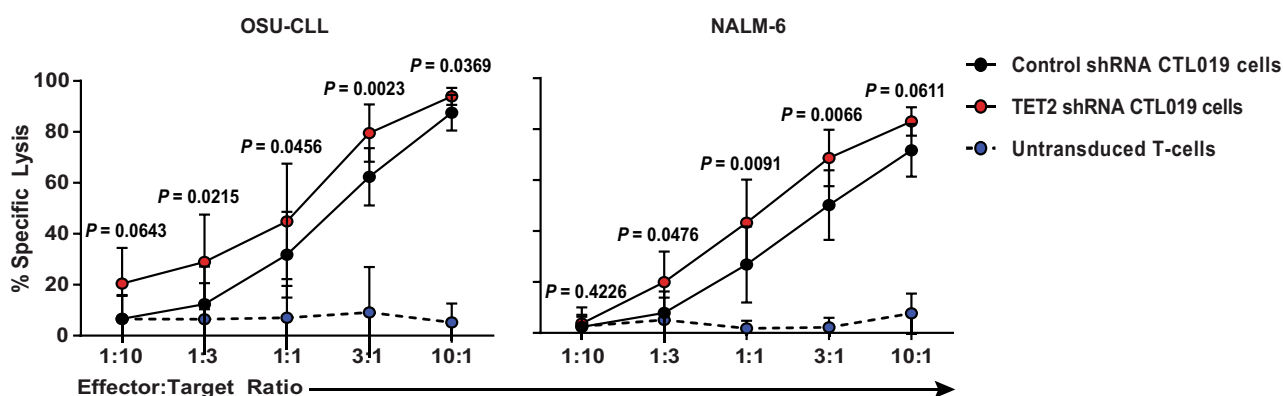 OSU-CLL
NALM-6
% Specific Lysis
100
80
60
40
20
0
P = 0.0643
P = 0.0215
P = 0.0456
P = 0.0023
P = 0.0369
1:10
1:3
1:1
3:1
10:1
P = 0.4226
P = 0.0476
P = 0.0091
P = 0.0066
P = 0.0611
1:10
1:3
1:1
3:1
10:1
Effector:Target Ratio
Control shRNA CTL019 cells
TET2 shRNA CTL019 cells
Untransduced T-cells